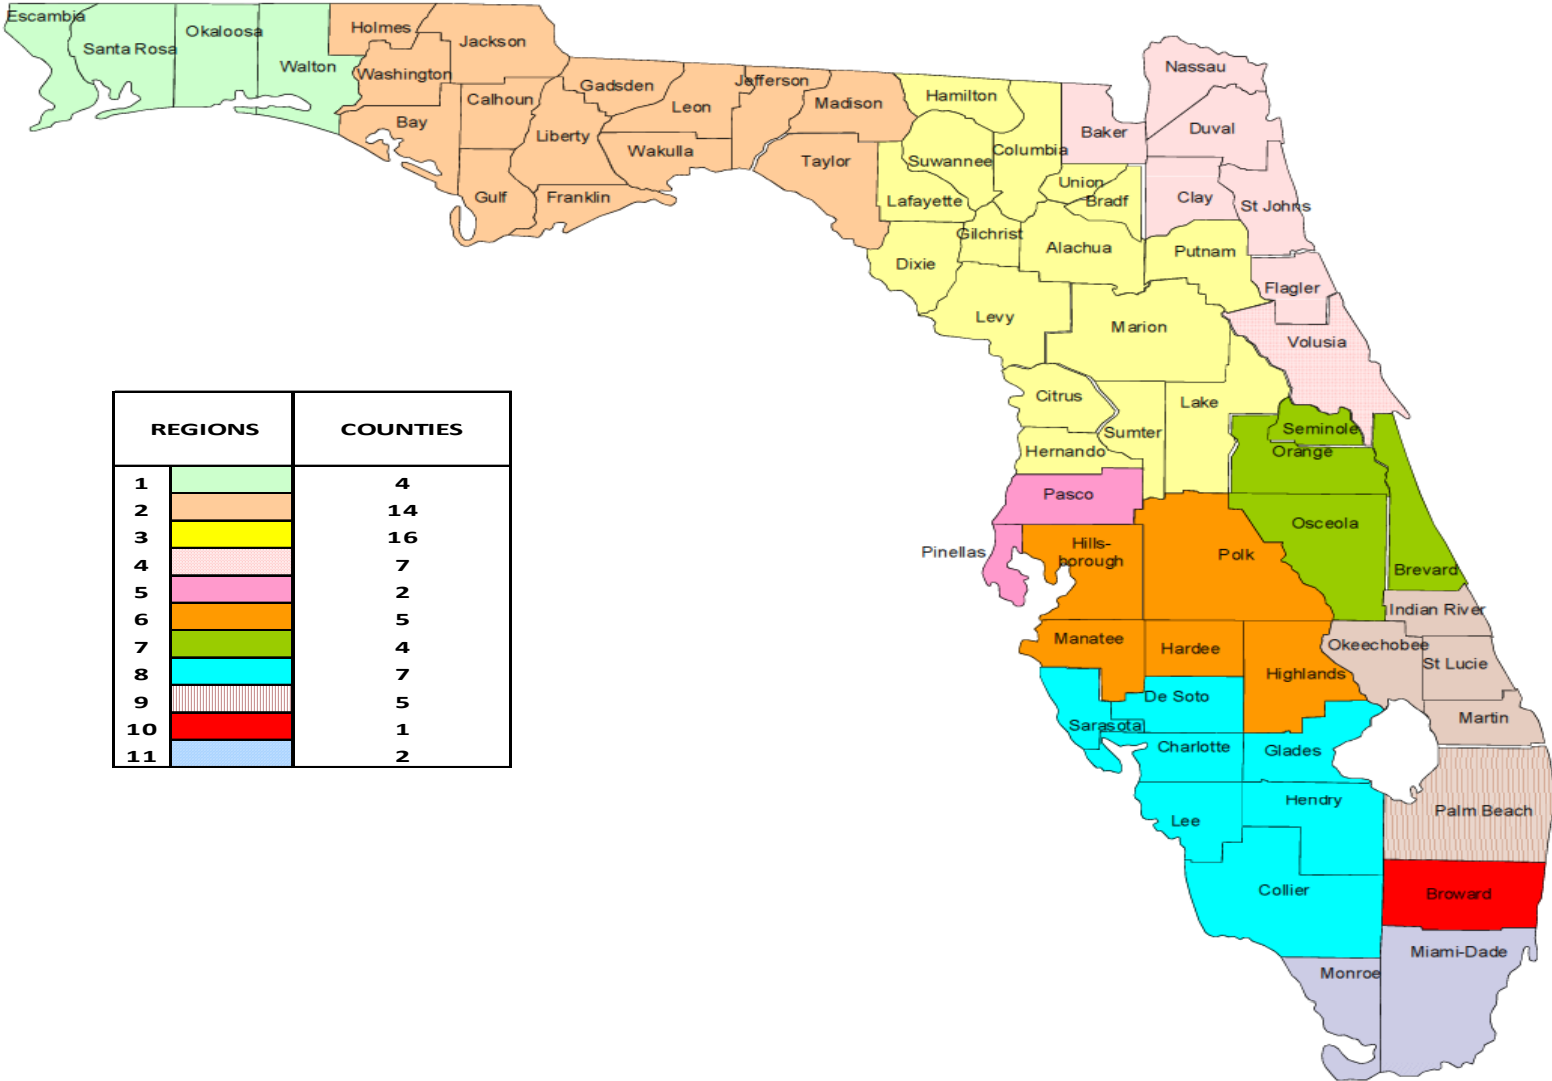 Escambia
Santa Rosa
Okaloosa
Walton
Holmes
Washington
Jackson
Bay
Calhoun
Gulf
Liberty
Gadsden
Franklin
Leon
Wakulla
Jefferson
Madison
Taylor
Hamilton
Suwannee
Columbia
Lafayette
Dixie
Gilchrist
Union
Bradf
Alachua
Levy
Marion
Putnam
Baker
Nassau
Duval
Clay
St Johns
Flagler
Volusia
Citrus
Sumter
Lake
Hernando
Pasco
Pinellas
Hills-
borough
Polk
Seminole
Orange
Osceola
Brevard
Indian River
Manatee
Hardee
Highlands
Okeechobee
St Lucie
Martin
Sarasota
De Soto
Charlotte
Glades
Lee
Hendry
Collier
Palm Beach
Broward
Miami-Dade
Monroe
REGIONS COUNTIES
1 4
2 14
3 16
4 7
5 2
6 5
7 4
8 7
9 5
10 1
11 2